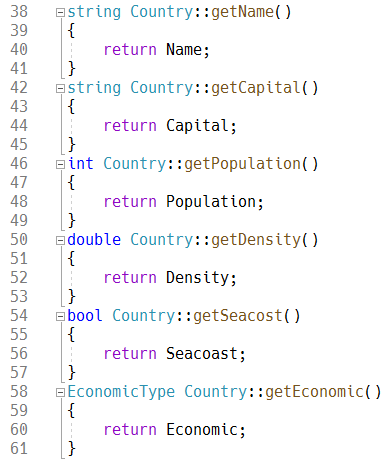 38 string Country::getName()
39 {
40 return Name;
41 }
42 string Country::getCapital()
43 {
44 return Capital;
45 }
46 int Country::getPopulation()
47 {
48 return Population;
49 }
50 double Country::getDensity()
51 {
52 return Density;
53 }
54 bool Country::getSeacost()
55 {
56 return Seacoast;
57 }
58 EconomicType Country::getEconomic()
59 {
60 return Economic;
61 }